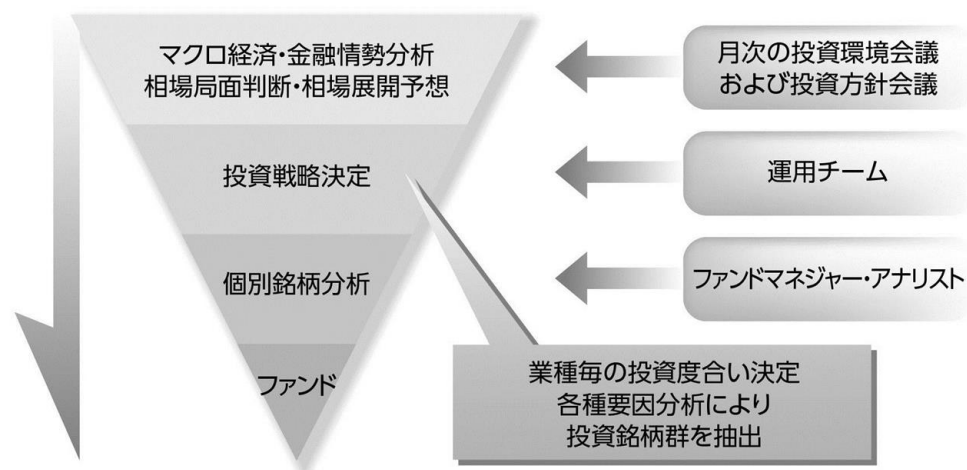 マクロ経済・金融情勢分析
相場局面判断・相場展開予想
月次の投資環境会議
および投資方針会議
投資戦略決定
運用チーム
個別銘柄分析
ファンドマネジャー・アナリスト
ファンド
業種毎の投資度合い決定
各種要因分析により
投資銘柄群を抽出